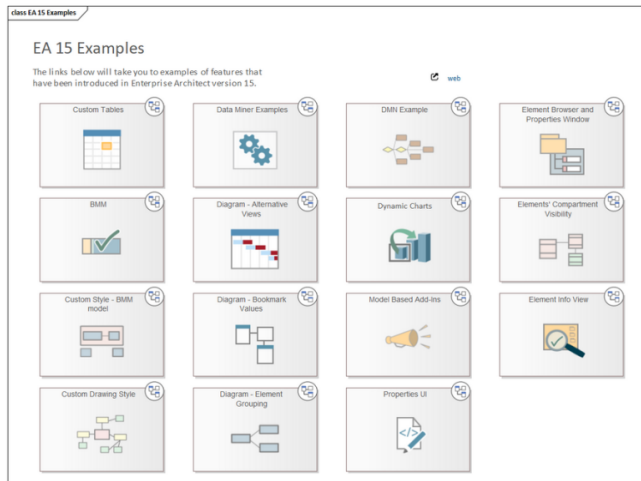 class EA 15 Examples
EA 15 Examples
The links below will take you to examples of features that
have been introduced in Enterprise Architect version 15.
web
Custom Tables
Data Miner Examples
DMN Example
Element Browser and
Properties Window
BMM
Diagram - Alternative
Views
Dynamic Charts
Elements' Compartment
Visibility
Custom Style - BMM
model
Diagram - Bookmark
Values
Model Based Add-Ins
Element Info View
Custom Drawing Style
Diagram - Element
Grouping
Properties UI